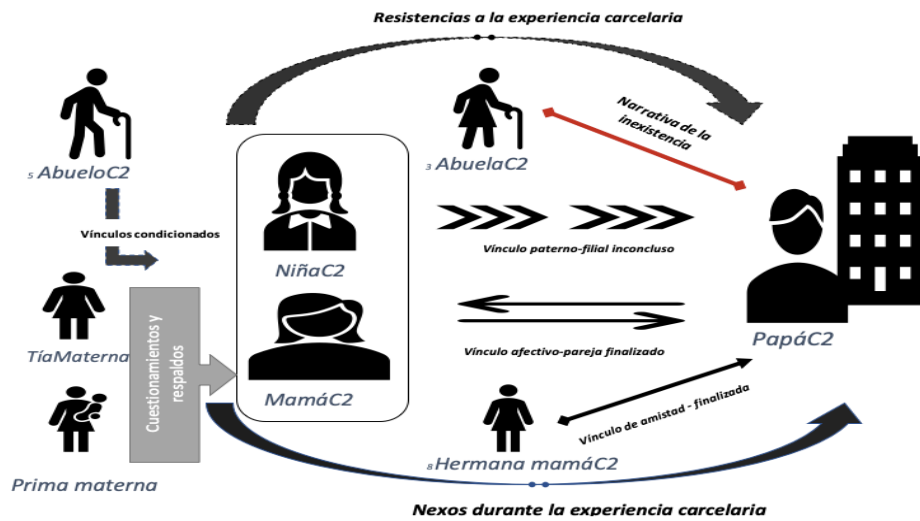 Resistencias a la experiencia carcelaria
5 AbueloC2
Vínculos condicionados
3 AbuelaC2
Narrativa de la
inexistencia
NiñaC2
Vínculo paterno-filial inconcluso
TíaMaterna
Cuestionamientos y
respaldos
MamáC2
Vínculo afectivo-pareja finalizado
PapáC2
Prima materna
8 Hermana mamáC2
Vínculo de amistad - finalizada
Nexos durante la experiencia carcelaria